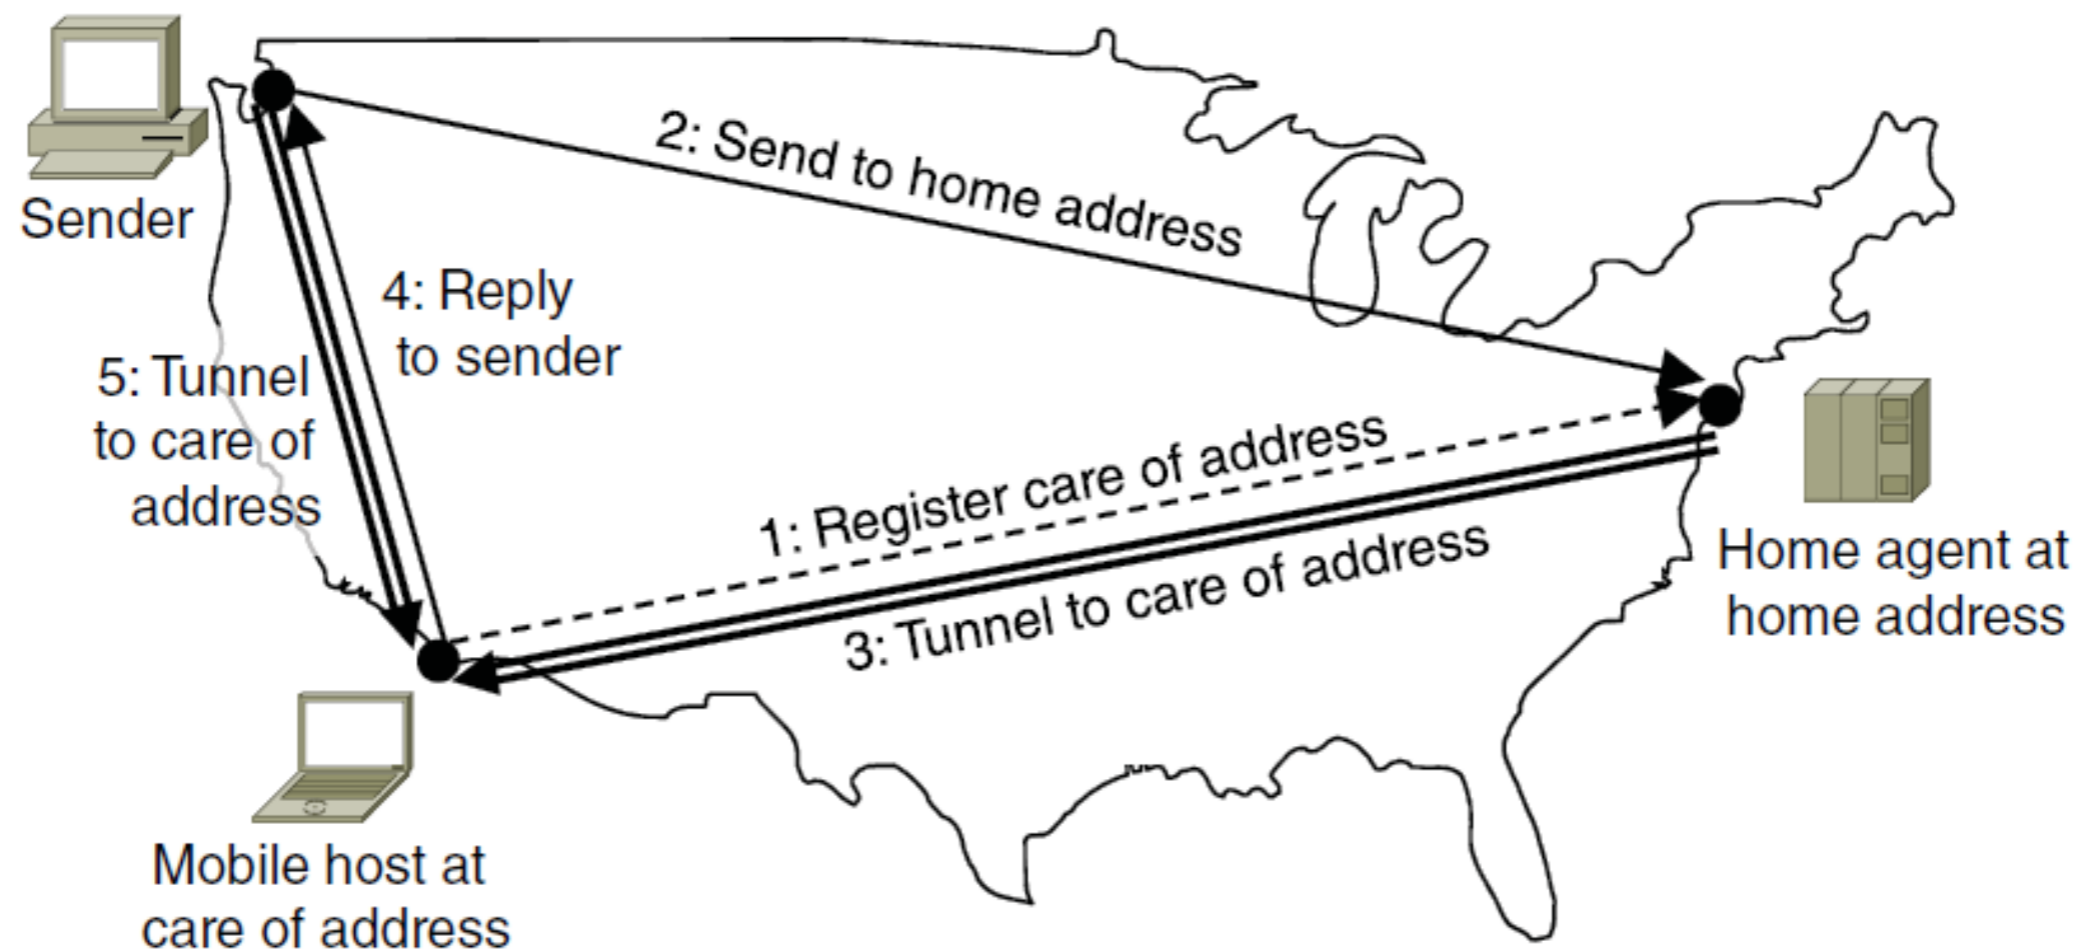 2: Send to home address
Sender
4: Reply
to sender
5: Tunnel
to care of
address
1: Register care of address
3: Tunnel to care of address
Home agent at
home address
Mobile host at
care of address